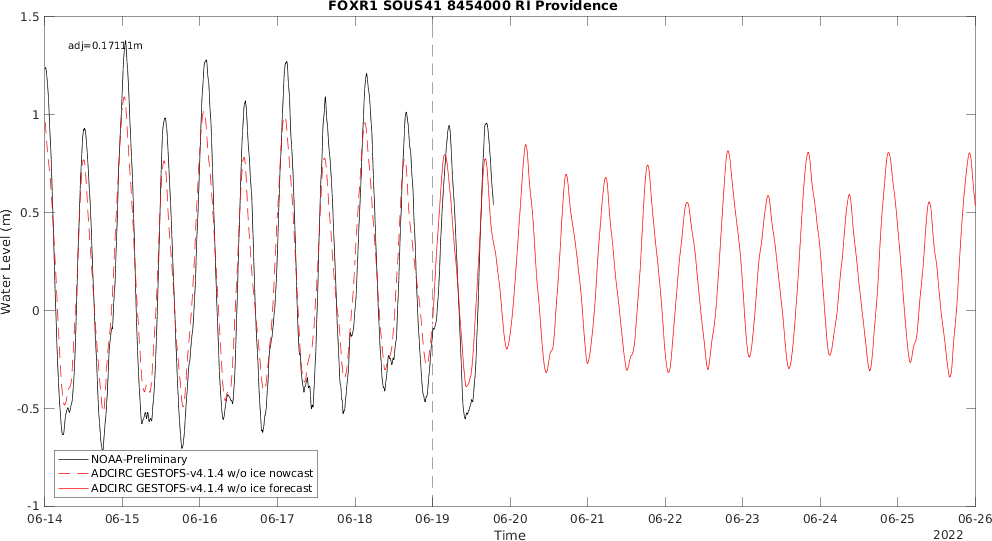 FOXR1 SOUS41 8454000 RI Providence
adj=0.17111m
1.5
1
0.5
0
-0.5
-1
Water Level (m)
NOAA-Preliminary
ADCIRC GESTOFS-v4.1.4 w/o ice nowcast
ADCIRC GESTOFS-v4.1.4 w/o ice forecast
06-14 06-15 06-16 06-17 06-18 06-19 06-20 06-21 06-22 06-23 06-24 06-25 06-26
Time
2022